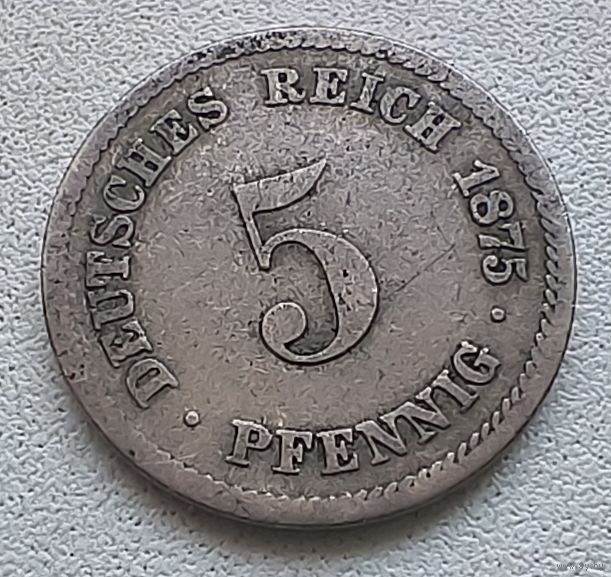 DEUTSCHES REICH 1875
5
PFENNIG